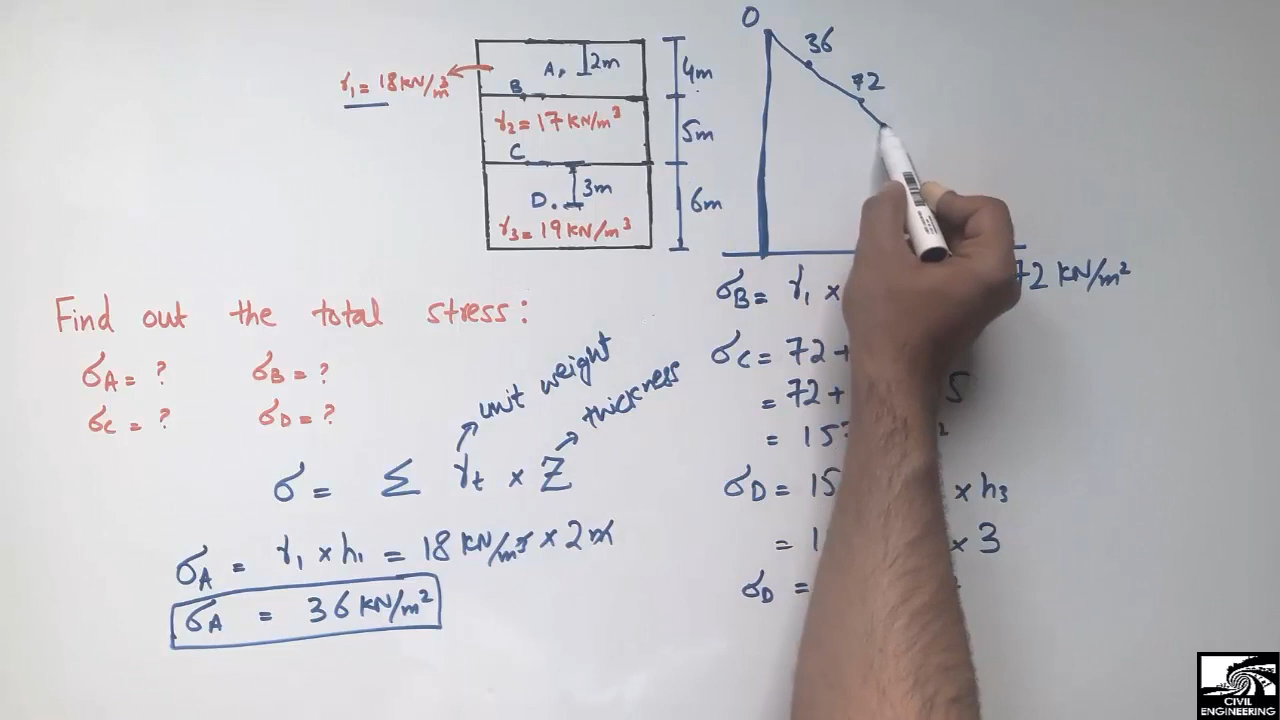 O
36
72
γ₁ = 18 KN/m³
A.
2m
4m
B
γ₂ = 17 KN/m³
5m
C
D.
3m
6m
γ₃ = 19 KN/m³
Find out the total stress:
σA = ?
σB = ?
σC = ?
σD = ?
σ = Σ γt × Z
unit weight
thickness
σA = γ₁ × h₁ = 18 KN/m³ × 2m
σA = 36 KN/m²
σB = γ₁ × 72 KN/m²
σC = 72 +
= 72 + 5
= 15
σD = 15 × h₃
= 1 × 3
σD =
CIVIL
ENGINEERING